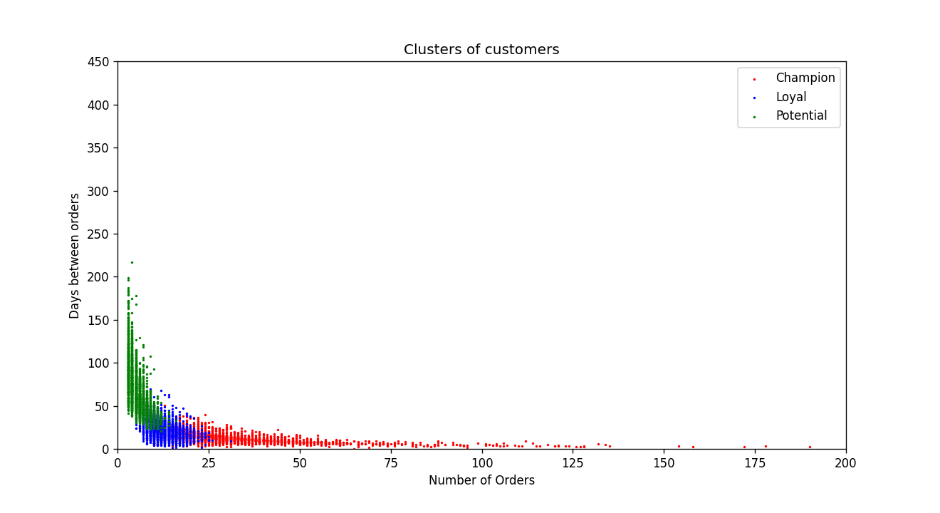 Clusters of customers
450
400
350
300
250
200
150
100
50
0
Days between orders
Champion
Loyal
Potential
0 25 50 75 100 125 150 175 200
Number of Orders